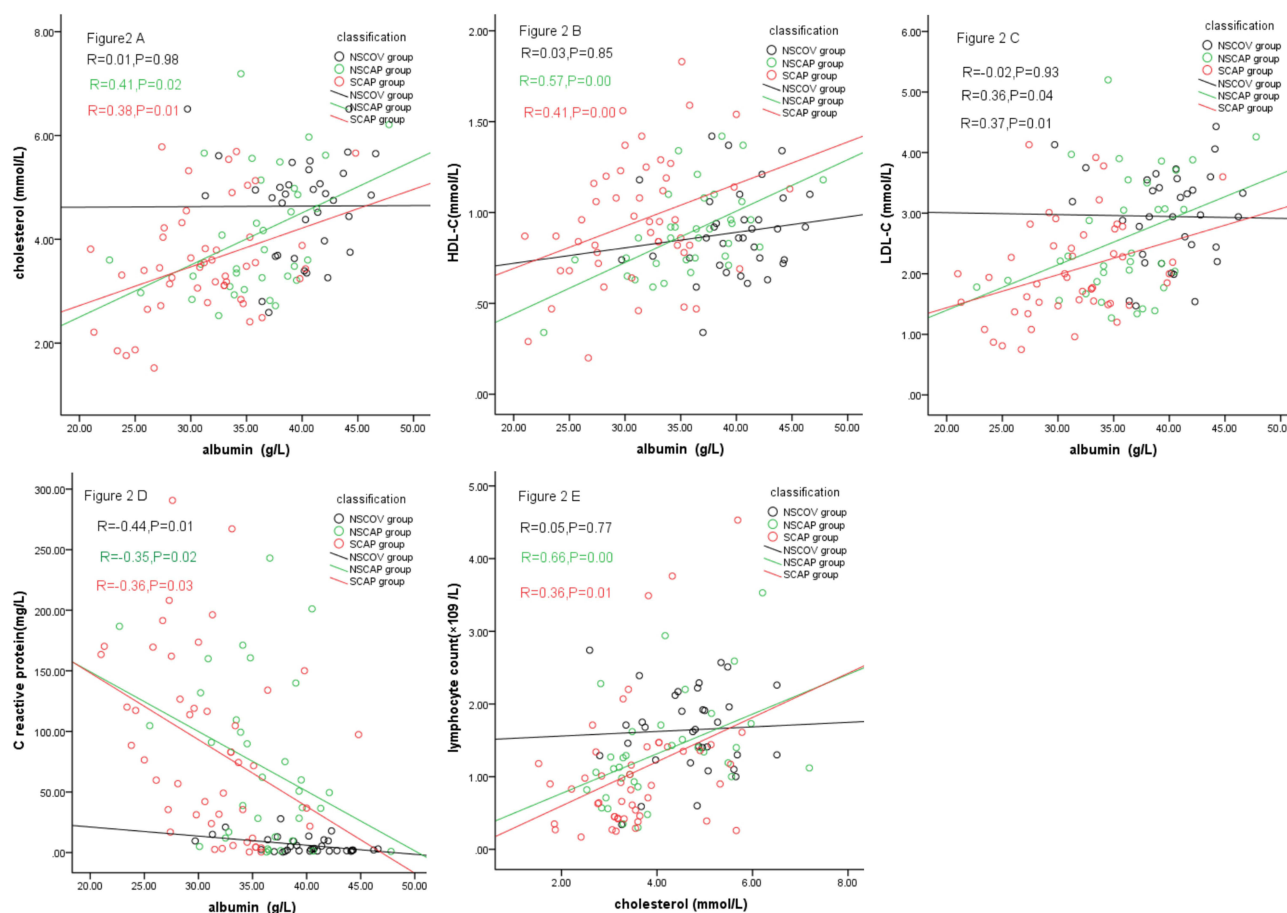 Figure2 A
R=0.01,P=0.98
R=0.41,P=0.02
R=0.38,P=0.01
classification
NSCOV group
NSCAP group
SCAP group
NSCOV group
NSCAP group
SCAP group
cholesterol (mmol/L)
8.00
6.00
4.00
2.00
20.00 25.00 30.00 35.00 40.00 45.00 50.00
albumin (g/L)
Figure 2 B
R=0.03,P=0.85
R=0.57,P=0.00
R=0.41,P=0.00
classification
NSCOV group
NSCAP group
SCAP group
NSCOV group
NSCAP group
SCAP group
HDL-C(mmol/L)
2.00
1.50
1.00
.50
.00
20.00 25.00 30.00 35.00 40.00 45.00 50.00
albumin (g/L)
Figure 2 C
R=-0.02,P=0.93
R=0.36,P=0.04
R=0.37,P=0.01
classification
NSCOV group
NSCAP group
SCAP group
NSCOV group
NSCAP group
SCAP group
LDL-C (mmol/L)
6.00
5.00
4.00
3.00
2.00
1.00
.00
20.00 25.00 30.00 35.00 40.00 45.00 50.00
albumin (g/L)
Figure 2 D
R=-0.44,P=0.01
R=-0.35,P=0.02
R=-0.36,P=0.03
classification
NSCOV group
NSCAP group
SCAP group
NSCOV group
NSCAP group
SCAP group
C reactive protein(mg/L)
300.00
250.00
200.00
150.00
100.00
50.00
.00
20.00 25.00 30.00 35.00 40.00 45.00 50.00
albumin (g/L)
Figure 2 E
R=0.05,P=0.77
R=0.66,P=0.00
R=0.36,P=0.01
classification
NSCOV group
NSCAP group
SCAP group
NSCOV group
NSCAP group
SCAP group
lymphocyte count(×109 /L)
5.00
4.00
3.00
2.00
1.00
.00
2.00 4.00 6.00 8.00
cholesterol (mmol/L)